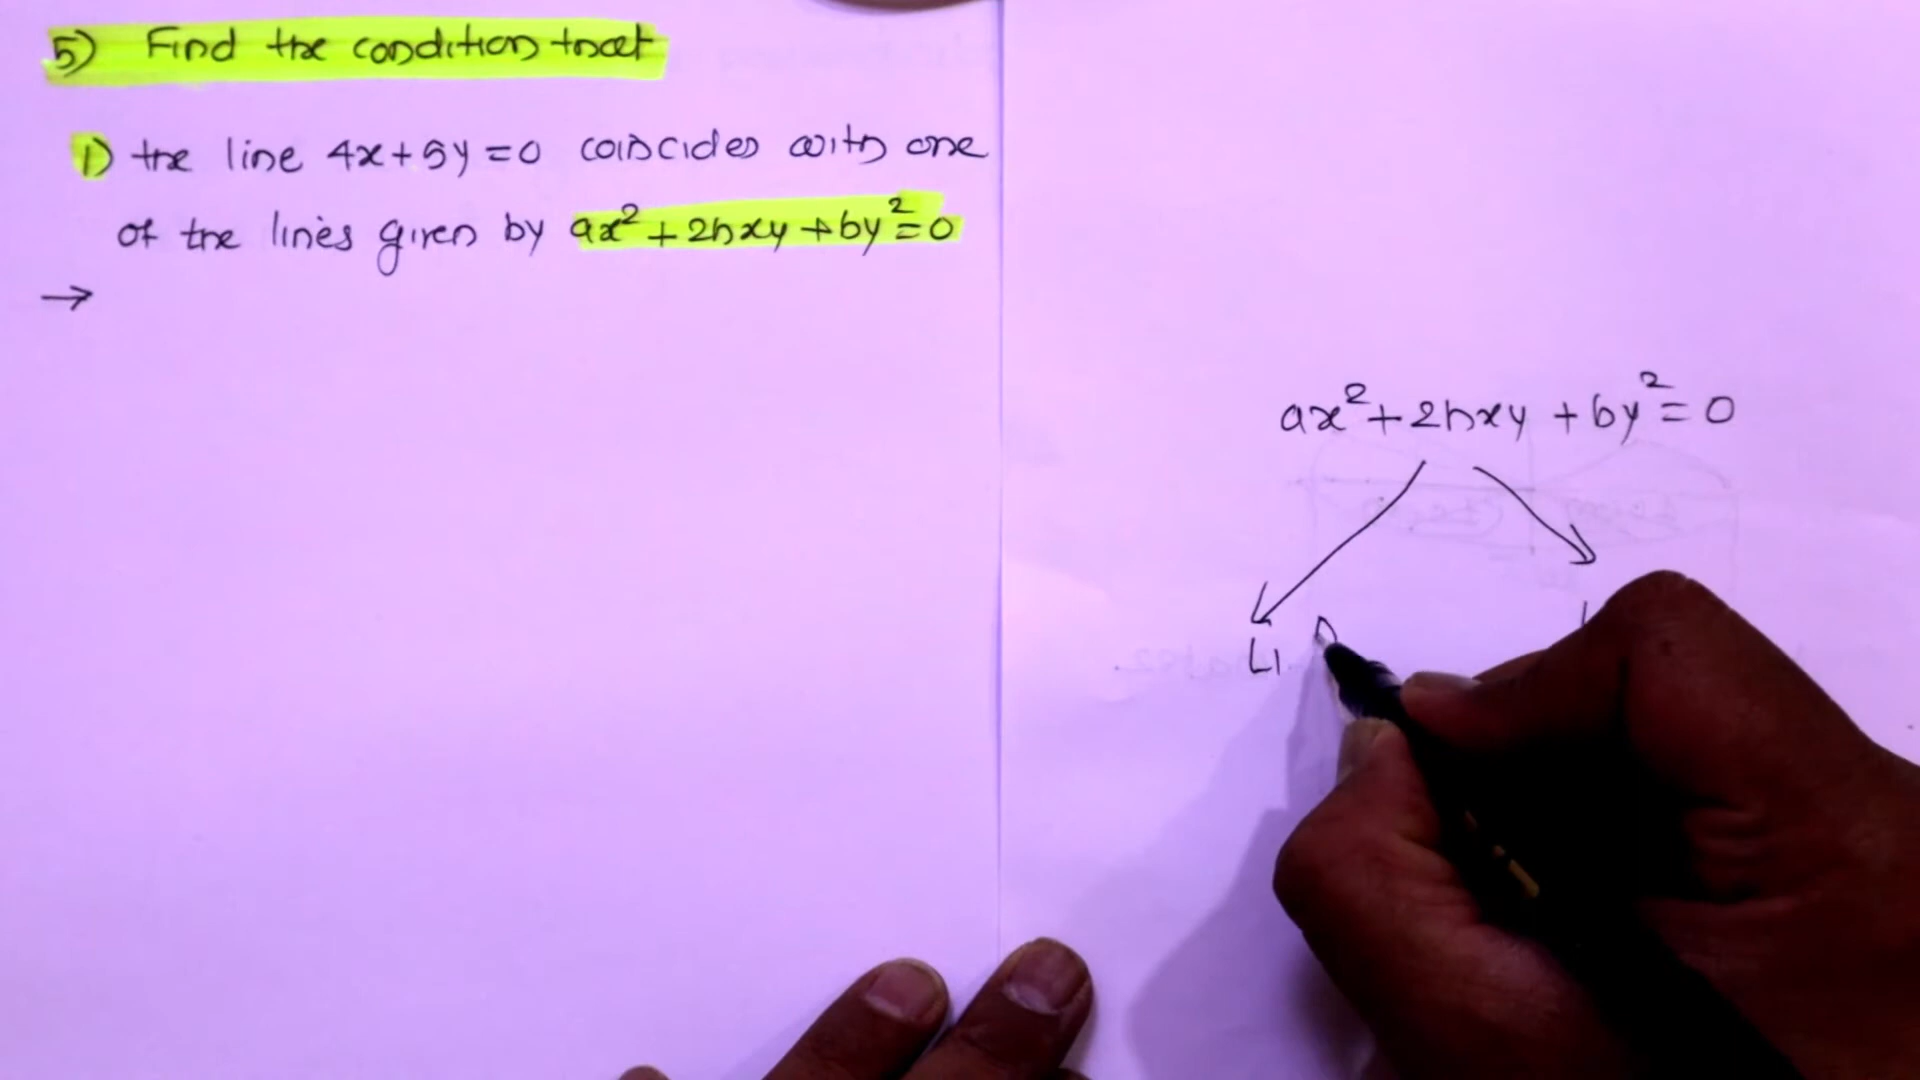 5) Find the condition that
1) the line 4x+5y=0 coincides with one
of the lines given by ax²+2hxy+by²=0
→
ax²+2hxy+by²=0
L1